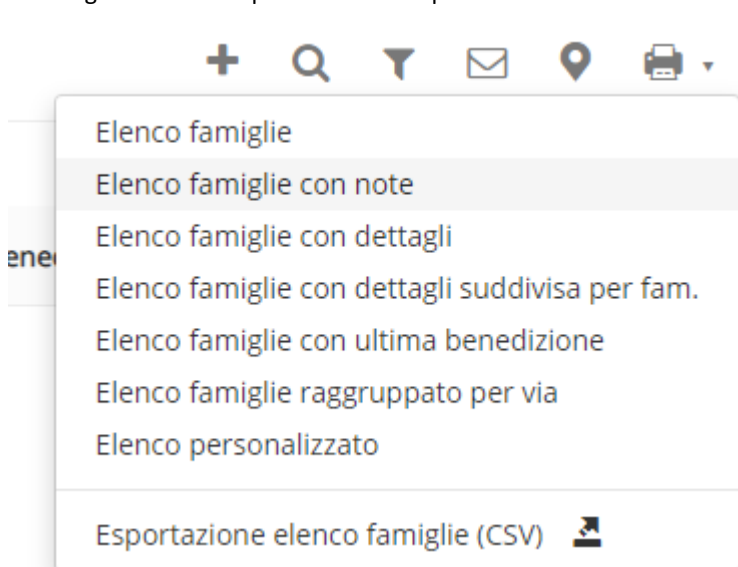 Elenco famiglie
Elenco famiglie con note
Elenco famiglie con dettagli
Elenco famiglie con dettagli suddivisa per fam.
Elenco famiglie con ultima benedizione
Elenco famiglie raggruppato per via
Elenco personalizzato
Esportazione elenco famiglie (CSV)